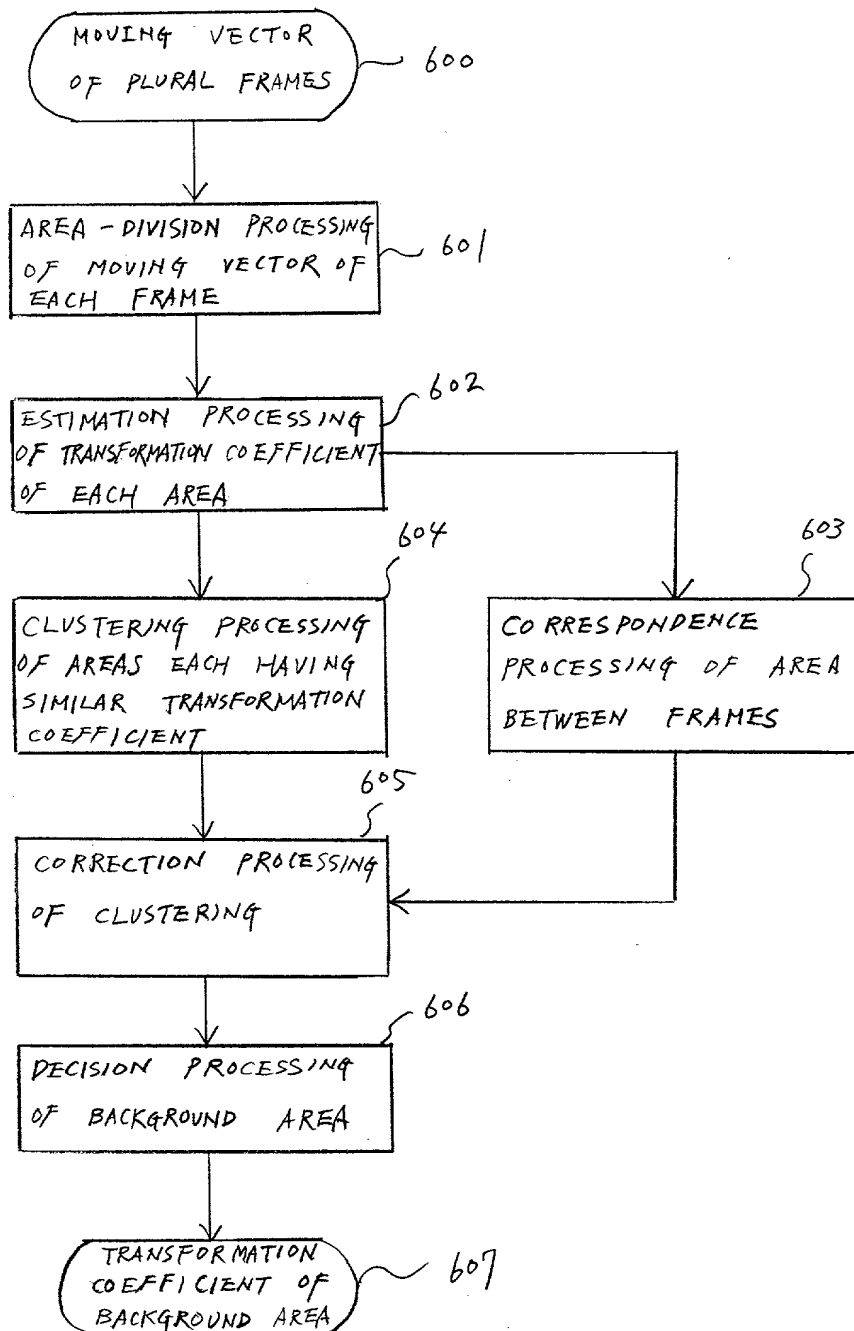 MOVING VECTOR
OF PLURAL FRAMES
600
AREA-DIVISION PROCESSING
OF MOVING VECTOR OF
EACH FRAME
601
602
ESTIMATION PROCESSING
OF TRANSFORMATION COEFFICIENT
OF EACH AREA
604
CLUSTERING PROCESSING
OF AREAS EACH HAVING
SIMILAR TRANSFORMATION
COEFFICIENT
603
CORRESPONDENCE
PROCESSING OF AREA
BETWEEN FRAMES
605
CORRECTION PROCESSING
OF CLUSTERING
606
DECISION PROCESSING
OF BACKGROUND AREA
TRANSFORMATION
COEFFICIENT OF
BACKGROUND AREA
607